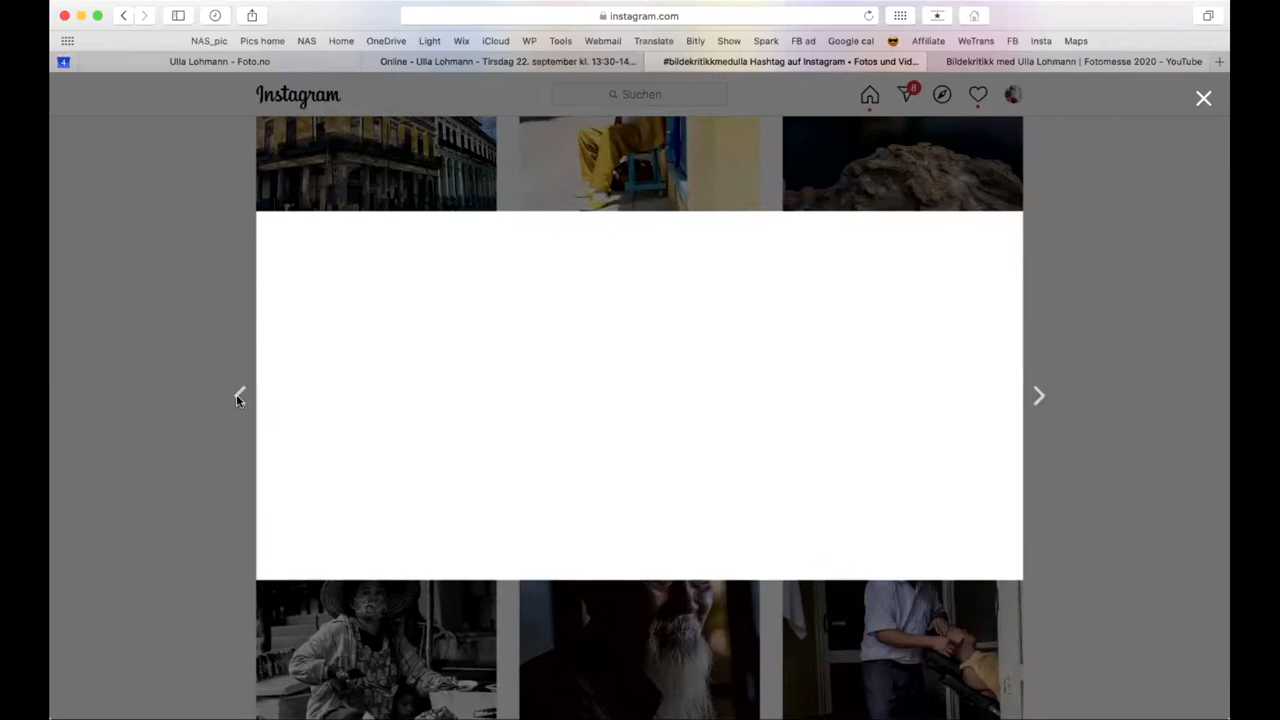 instagram.com
NAS_pic Pics home NAS Home OneDrive Light Wix iCloud WP Tools Webmail Translate Bitly Show Spark FB ad Google cal Affiliate WeTrans FB Insta Maps
4 Ulla Lohmann - Foto.no Online - Ulla Lohmann - Tirsdag 22. september kl. 13:30-14... #bildekritikkmedulla Hashtag auf Instagram • Fotos und Vid... Bildekritikk med Ulla Lohmann | Fotomesse 2020 - YouTube
Instagram Suchen 8